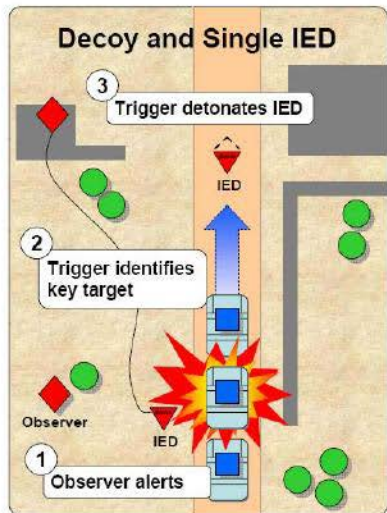 Decoy and Single IED
3
Trigger detonates IED
IED
2
Trigger identifies
key target
Observer
IED
1
Observer alerts